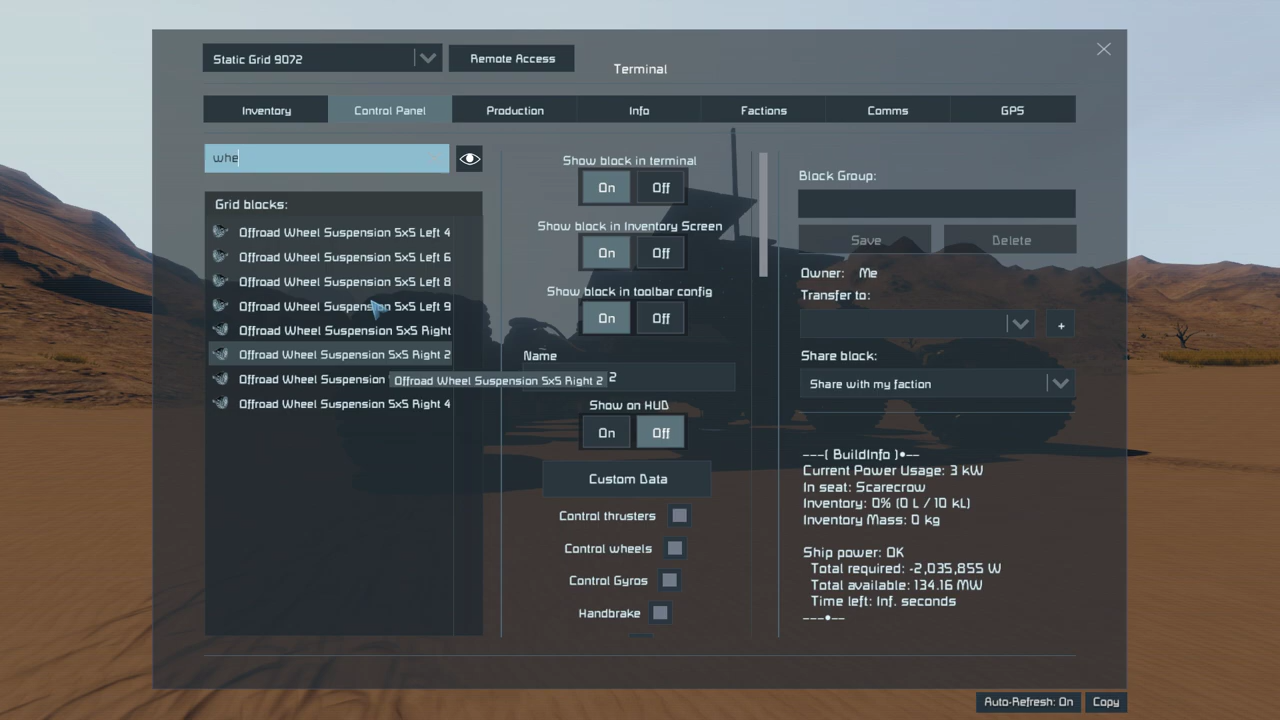 Static Grid 9072
Remote Access
Terminal
Inventory
Control Panel
Production
Info
Factions
Comms
GPS
whe
Grid blocks:
Offroad Wheel Suspension 5x5 Left 4
Offroad Wheel Suspension 5x5 Left 6
Offroad Wheel Suspension 5x5 Left 8
Offroad Wheel Suspension 5x5 Left 9
Offroad Wheel Suspension 5x5 Right
Offroad Wheel Suspension 5x5 Right 2
Offroad Wheel Suspension
Offroad Wheel Suspension 5x5 Right 4
Offroad Wheel Suspension 5x5 Right 2
Show block in terminal
On Off
Show block in Inventory Screen
On Off
Show block in toolbar config
On Off
Name
2
Show on HUD
On Off
Custom Data
Control thrusters
Control wheels
Control Gyros
Handbrake
Block Group:
Save Delete
Owner: Me
Transfer to:
+
Share block:
Share with my faction
---( BuildInfo )•--
Current Power Usage: 3 kW
In seat: Scarecrow
Inventory: 0% (0 L / 10 kL)
Inventory Mass: 0 kg
Ship power: OK
Total required: -2,035,855 W
Total available: 134.16 MW
Time left: Inf. seconds
---•--
Auto-Refresh: On
Copy